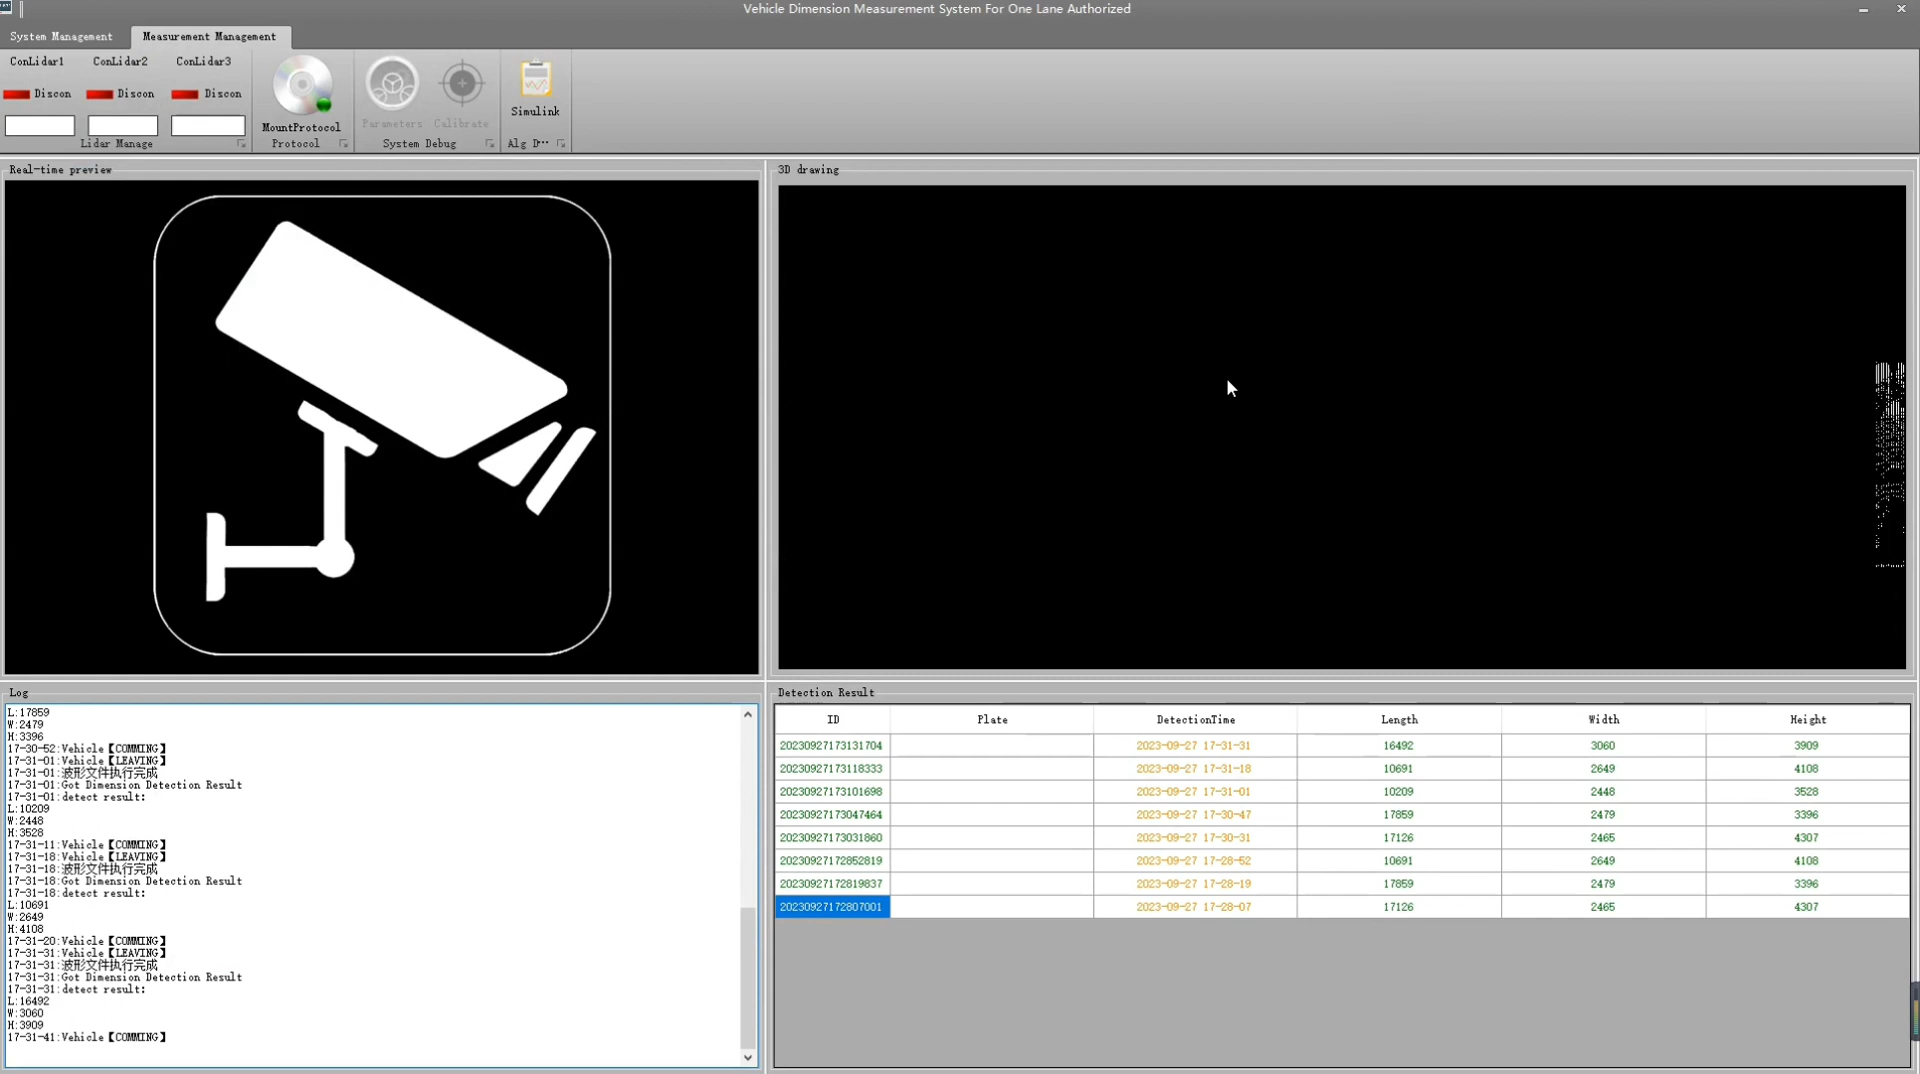 Vehicle Dimension Measurement System For One Lane Authorized
System Management Measurement Management
ConLidar1 ConLidar2 ConLidar3
Discon Discon Discon
MountProtocol Parameters Calibrate Simulink
Lidar Manage Protocol System Debug Alg D···
Real-time preview
3D drawing
Log
L:17859
W:2479
H:3396
17-30-52:Vehicle【COMMING】
17-31-01:Vehicle【LEAVING】
17-31-01:波形文件执行完成
17-31-01:Got Dimension Detection Result
17-31-01:detect result:
L:10209
W:2448
H:3528
17-31-11:Vehicle【COMMING】
17-31-18:Vehicle【LEAVING】
17-31-18:波形文件执行完成
17-31-18:Got Dimension Detection Result
17-31-18:detect result:
L:10691
W:2649
H:4108
17-31-20:Vehicle【COMMING】
17-31-31:Vehicle【LEAVING】
17-31-31:波形文件执行完成
17-31-31:Got Dimension Detection Result
17-31-31:detect result:
L:16492
W:3060
H:3909
17-31-41:Vehicle【COMMING】
Detection Result
ID Plate DetectionTime Length Width Height
20230927173131704 2023-09-27 17-31-31 16492 3060 3909
20230927173118333 2023-09-27 17-31-18 10691 2649 4108
20230927173101698 2023-09-27 17-31-01 10209 2448 3528
20230927173047464 2023-09-27 17-30-47 17859 2479 3396
20230927173031860 2023-09-27 17-30-31 17126 2465 4307
20230927172852819 2023-09-27 17-28-52 10691 2649 4108
20230927172819837 2023-09-27 17-28-19 17859 2479 3396
20230927172807001 2023-09-27 17-28-07 17126 2465 4307